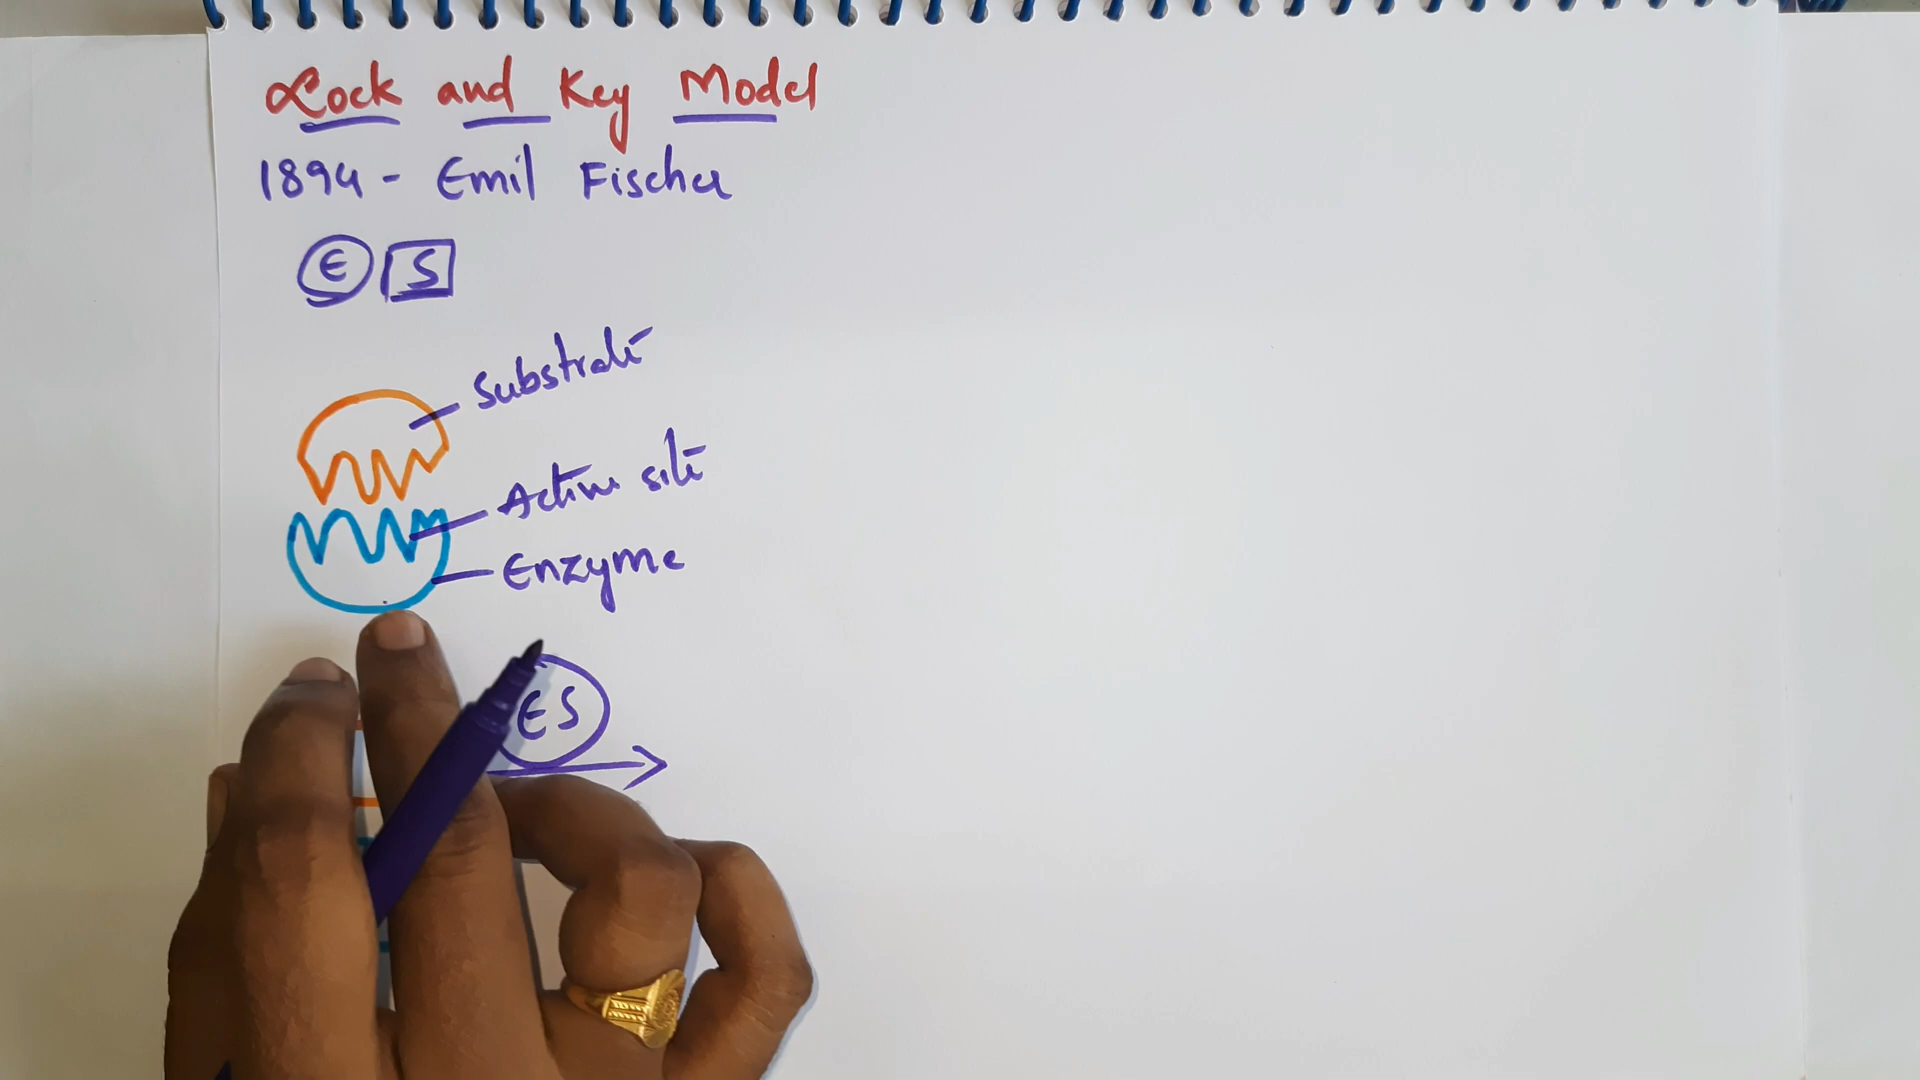 Lock and Key Model
1894 - Emil Fischer
E S
Substrate
Active site
Enzyme
ES